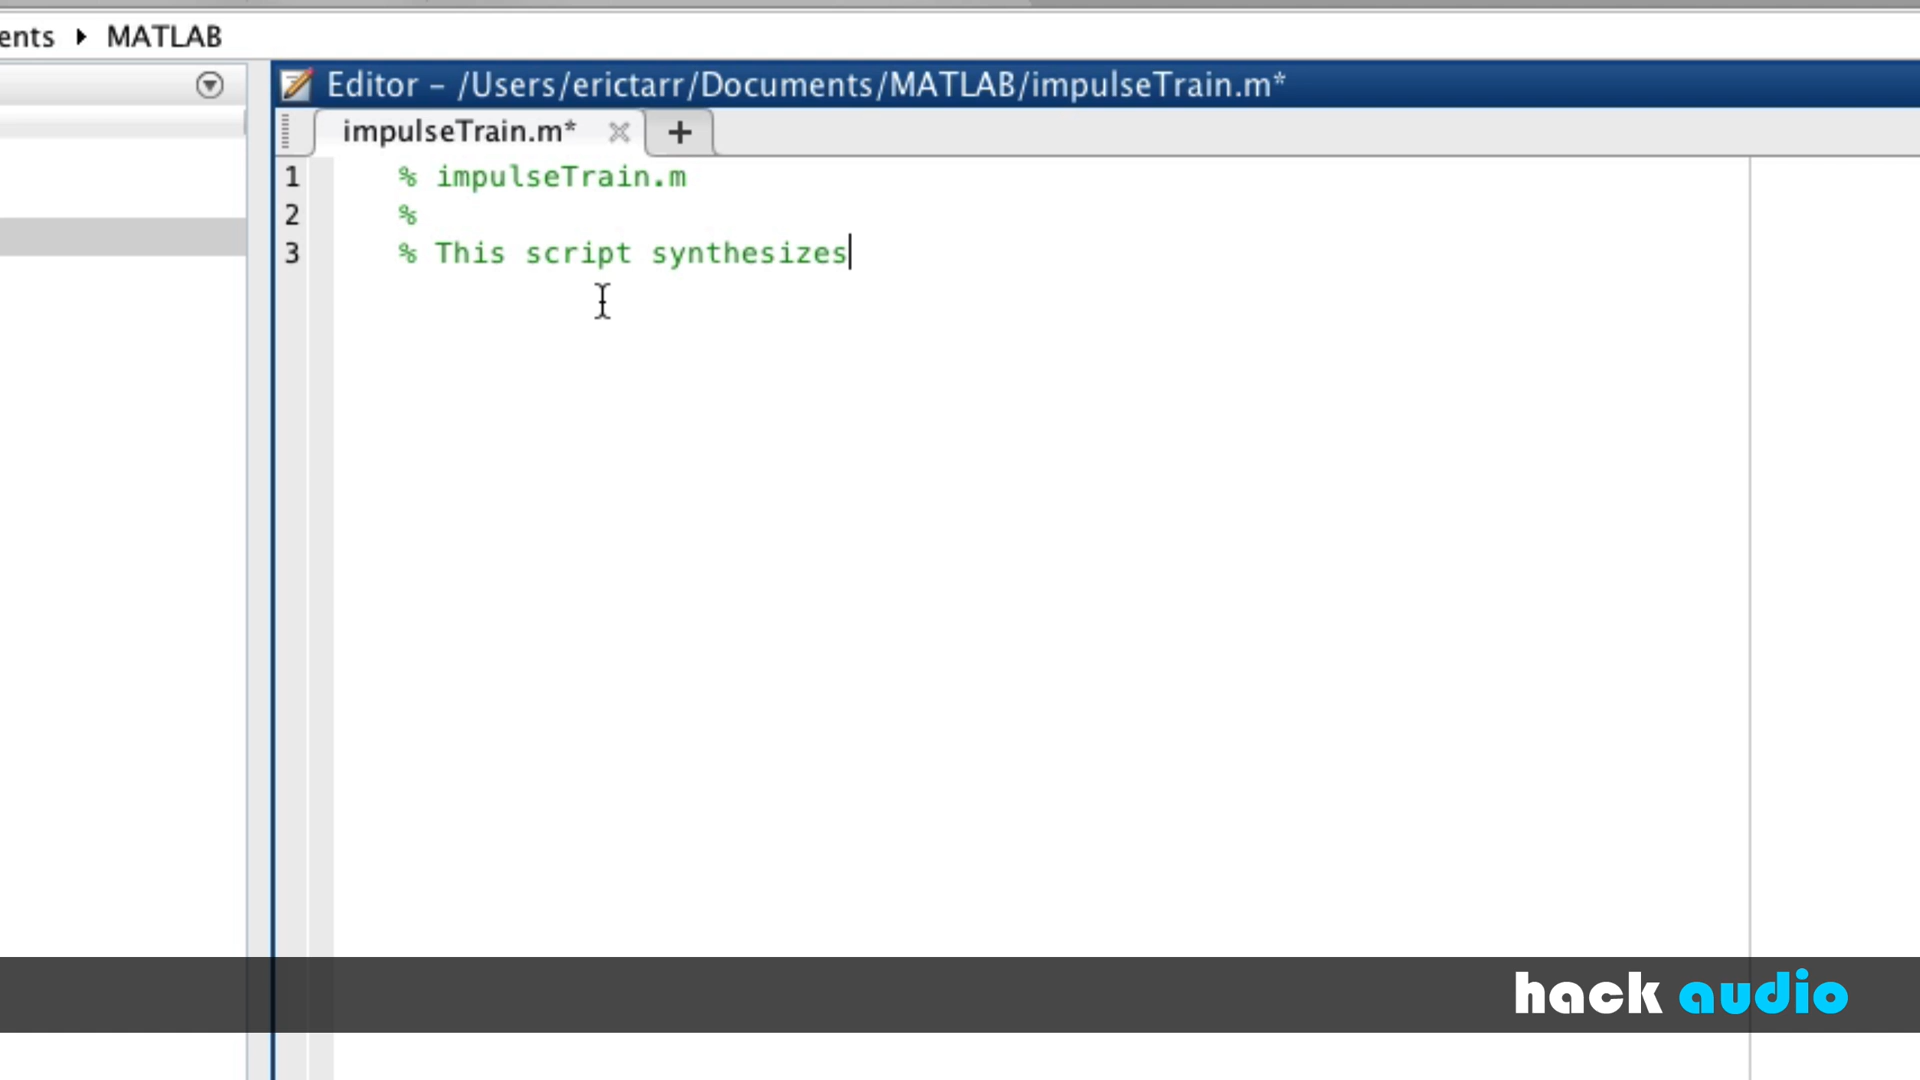 ents ▸ MATLAB
Editor – /Users/erictarr/Documents/MATLAB/impulseTrain.m*
impulseTrain.m*
1 % impulseTrain.m
2 %
3 % This script synthesizes
hack audio